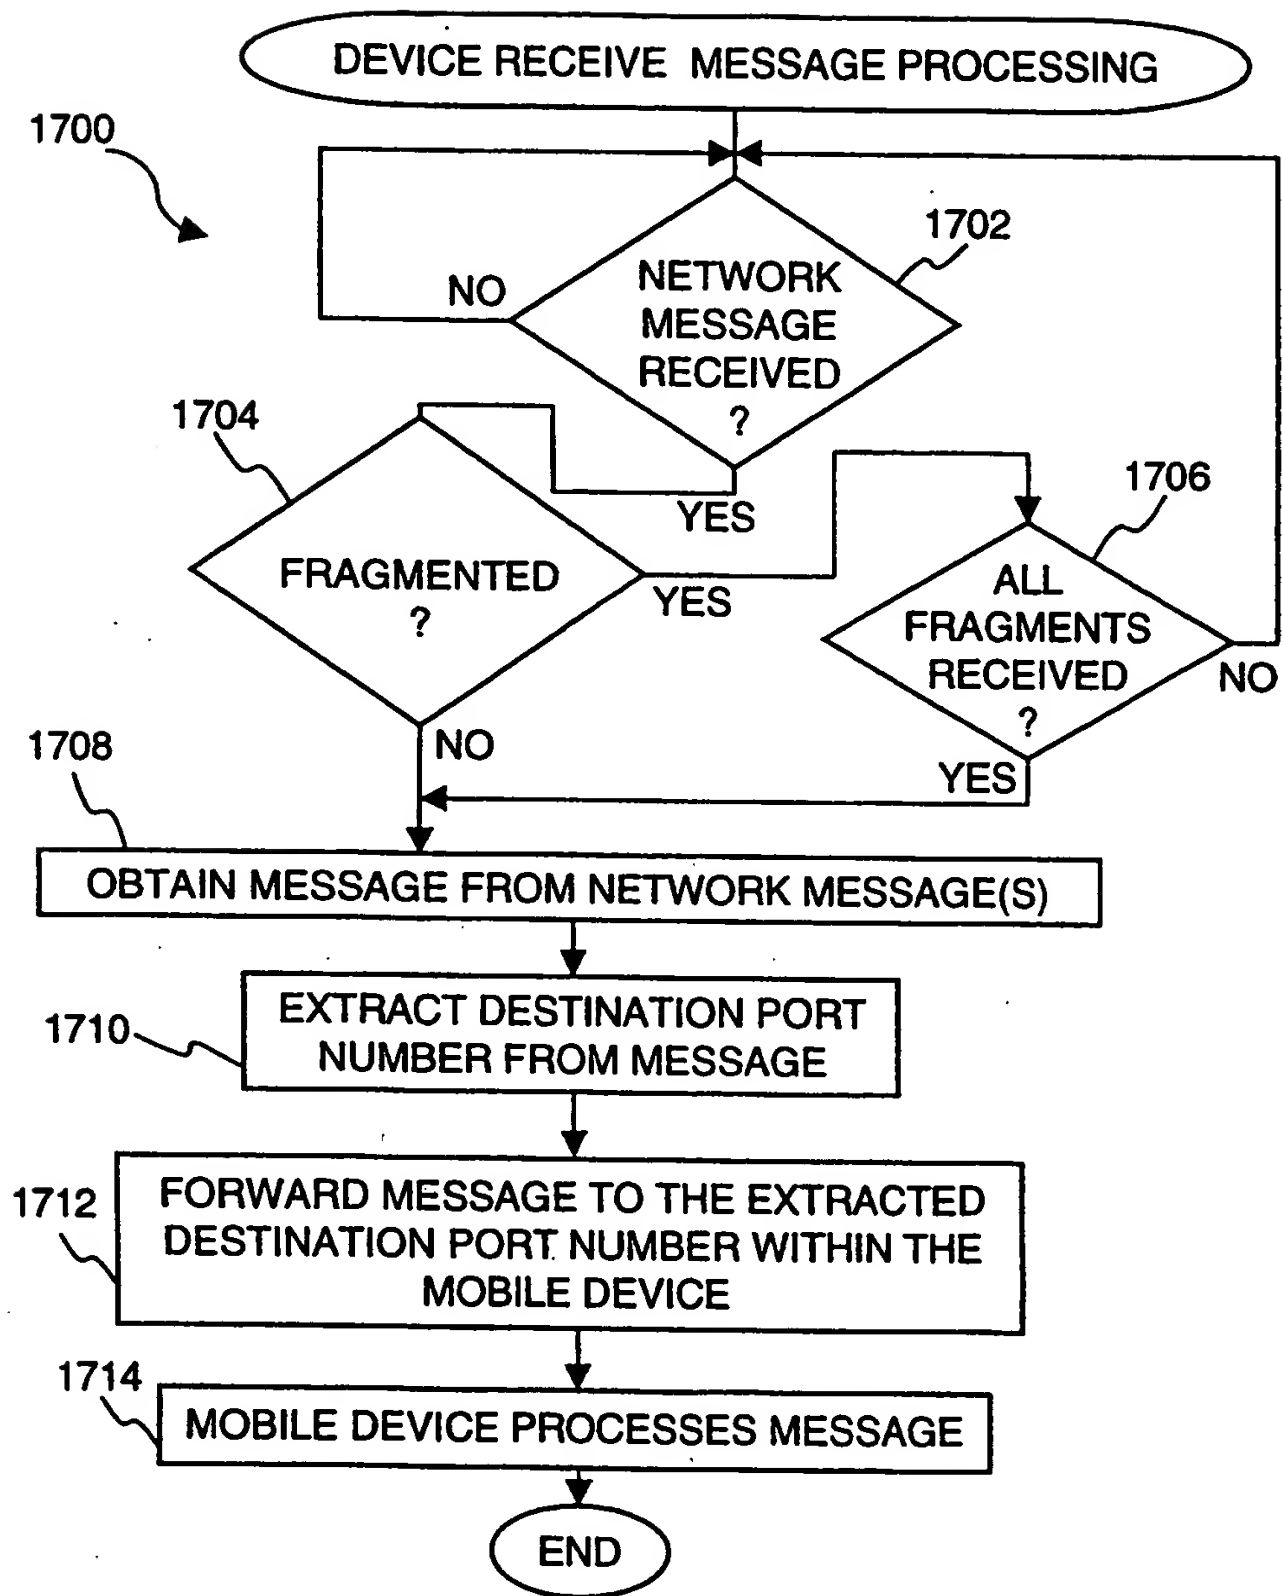 DEVICE RECEIVE MESSAGE PROCESSING
1700
1702
NETWORK
MESSAGE
RECEIVED
?
NO
YES
1704
FRAGMENTED
?
YES
NO
1706
ALL
FRAGMENTS
RECEIVED
?
NO
YES
1708
OBTAIN MESSAGE FROM NETWORK MESSAGE(S)
1710
EXTRACT DESTINATION PORT
NUMBER FROM MESSAGE
1712
FORWARD MESSAGE TO THE EXTRACTED
DESTINATION PORT NUMBER WITHIN THE
MOBILE DEVICE
1714
MOBILE DEVICE PROCESSES MESSAGE
END